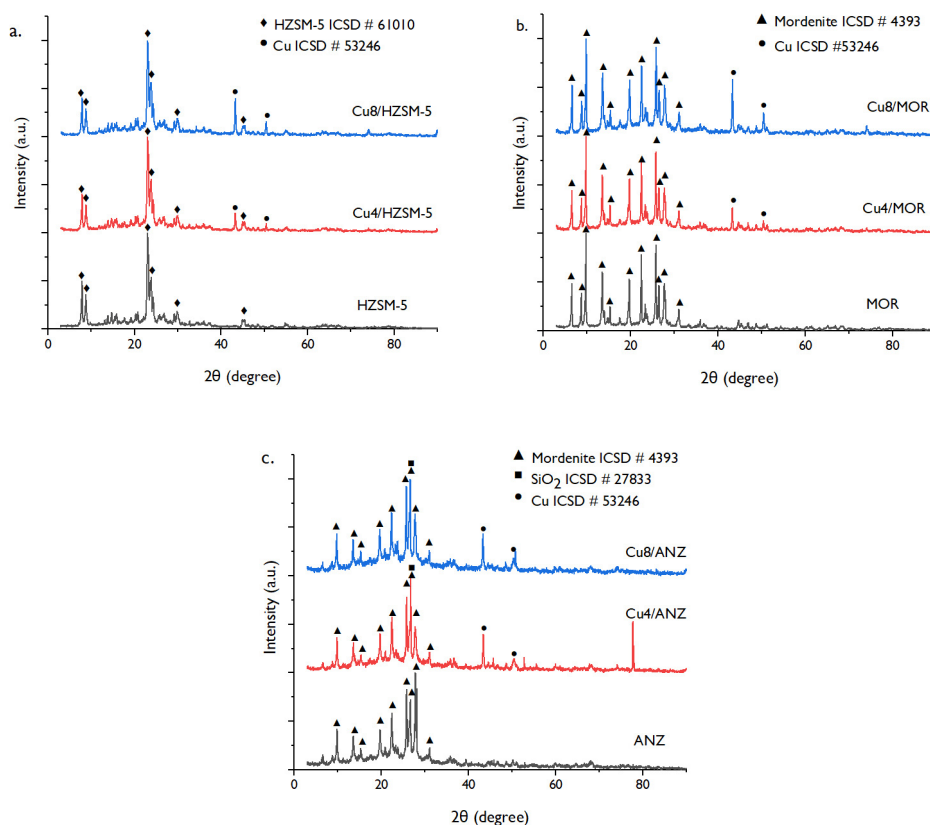 a.
♦ HZSM-5 ICSD # 61010
● Cu ICSD # 53246
Cu8/HZSM-5
Cu4/HZSM-5
HZSM-5
Intensity (a.u.)
0 20 40 60 80
2θ (degree)
b.
▲ Mordenite ICSD # 4393
● Cu ICSD #53246
Cu8/MOR
Cu4/MOR
MOR
Intensity (a.u.)
0 20 40 60 80
2θ (degree)
c.
▲ Mordenite ICSD # 4393
■ SiO₂ ICSD # 27833
● Cu ICSD # 53246
Cu8/ANZ
Cu4/ANZ
ANZ
Intensity (a.u.)
0 20 40 60 80
2θ (degree)